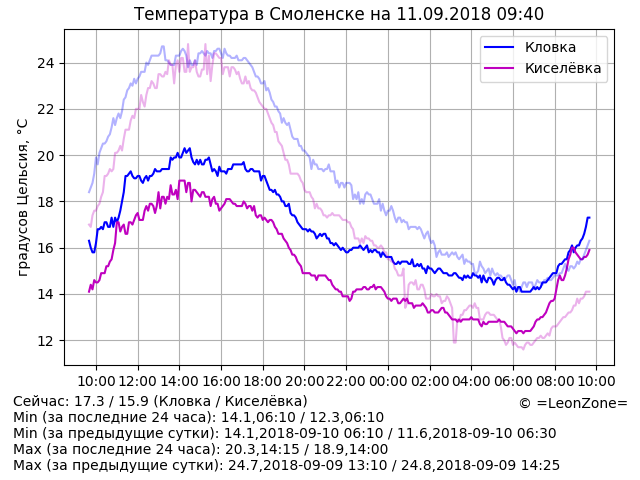 Температура в Смоленске на 11.09.2018 09:40
Кловка
Киселёвка
градусов Цельсия, °C
24
22
20
18
16
14
12
10:00 12:00 14:00 16:00 18:00 20:00 22:00 00:00 02:00 04:00 06:00 08:00 10:00
Сейчас: 17.3 / 15.9 (Кловка / Киселёвка)
© =LeonZone=
Min (за последние 24 часа): 14.1,06:10 / 12.3,06:10
Min (за предыдущие сутки): 14.1,2018-09-10 06:10 / 11.6,2018-09-10 06:30
Max (за последние 24 часа): 20.3,14:15 / 18.9,14:00
Max (за предыдущие сутки): 24.7,2018-09-09 13:10 / 24.8,2018-09-09 14:25